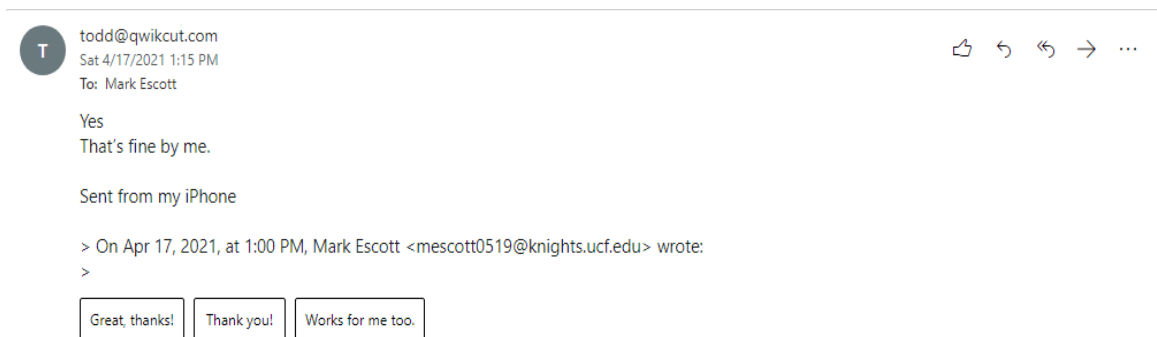 T
todd@qwikcut.com
Sat 4/17/2021 1:15 PM
To: Mark Escott
Yes
That's fine by me.
Sent from my iPhone
> On Apr 17, 2021, at 1:00 PM, Mark Escott <mescott0519@knights.ucf.edu> wrote:
>
Great, thanks! Thank you! Works for me too.